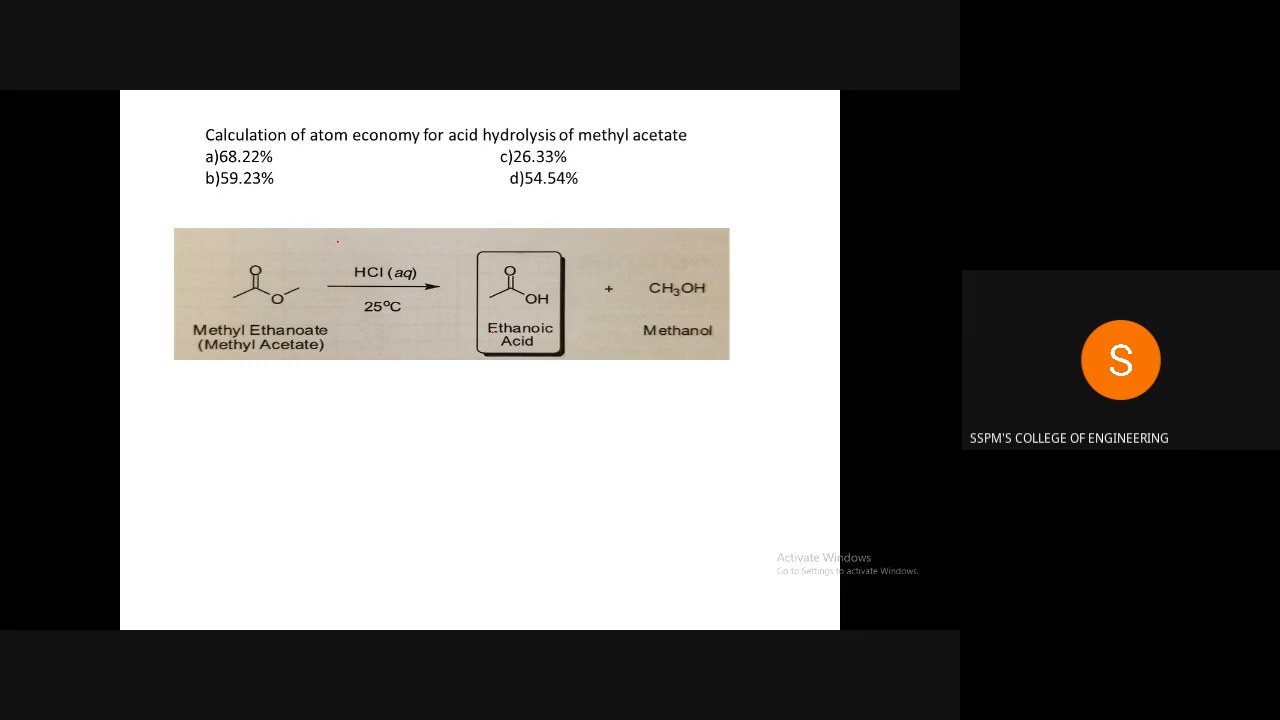 Calculation of atom economy for acid hydrolysis of methyl acetate
a)68.22% c)26.33%
b)59.23% d)54.54%
O
O
HCl (aq)
25°C
O
OH
+ CH₃OH
Methyl Ethanoate
(Methyl Acetate)
Ethanoic
Acid
Methanol
S
SSPM'S COLLEGE OF ENGINEERING
Activate Windows
Go to Settings to activate Windows.